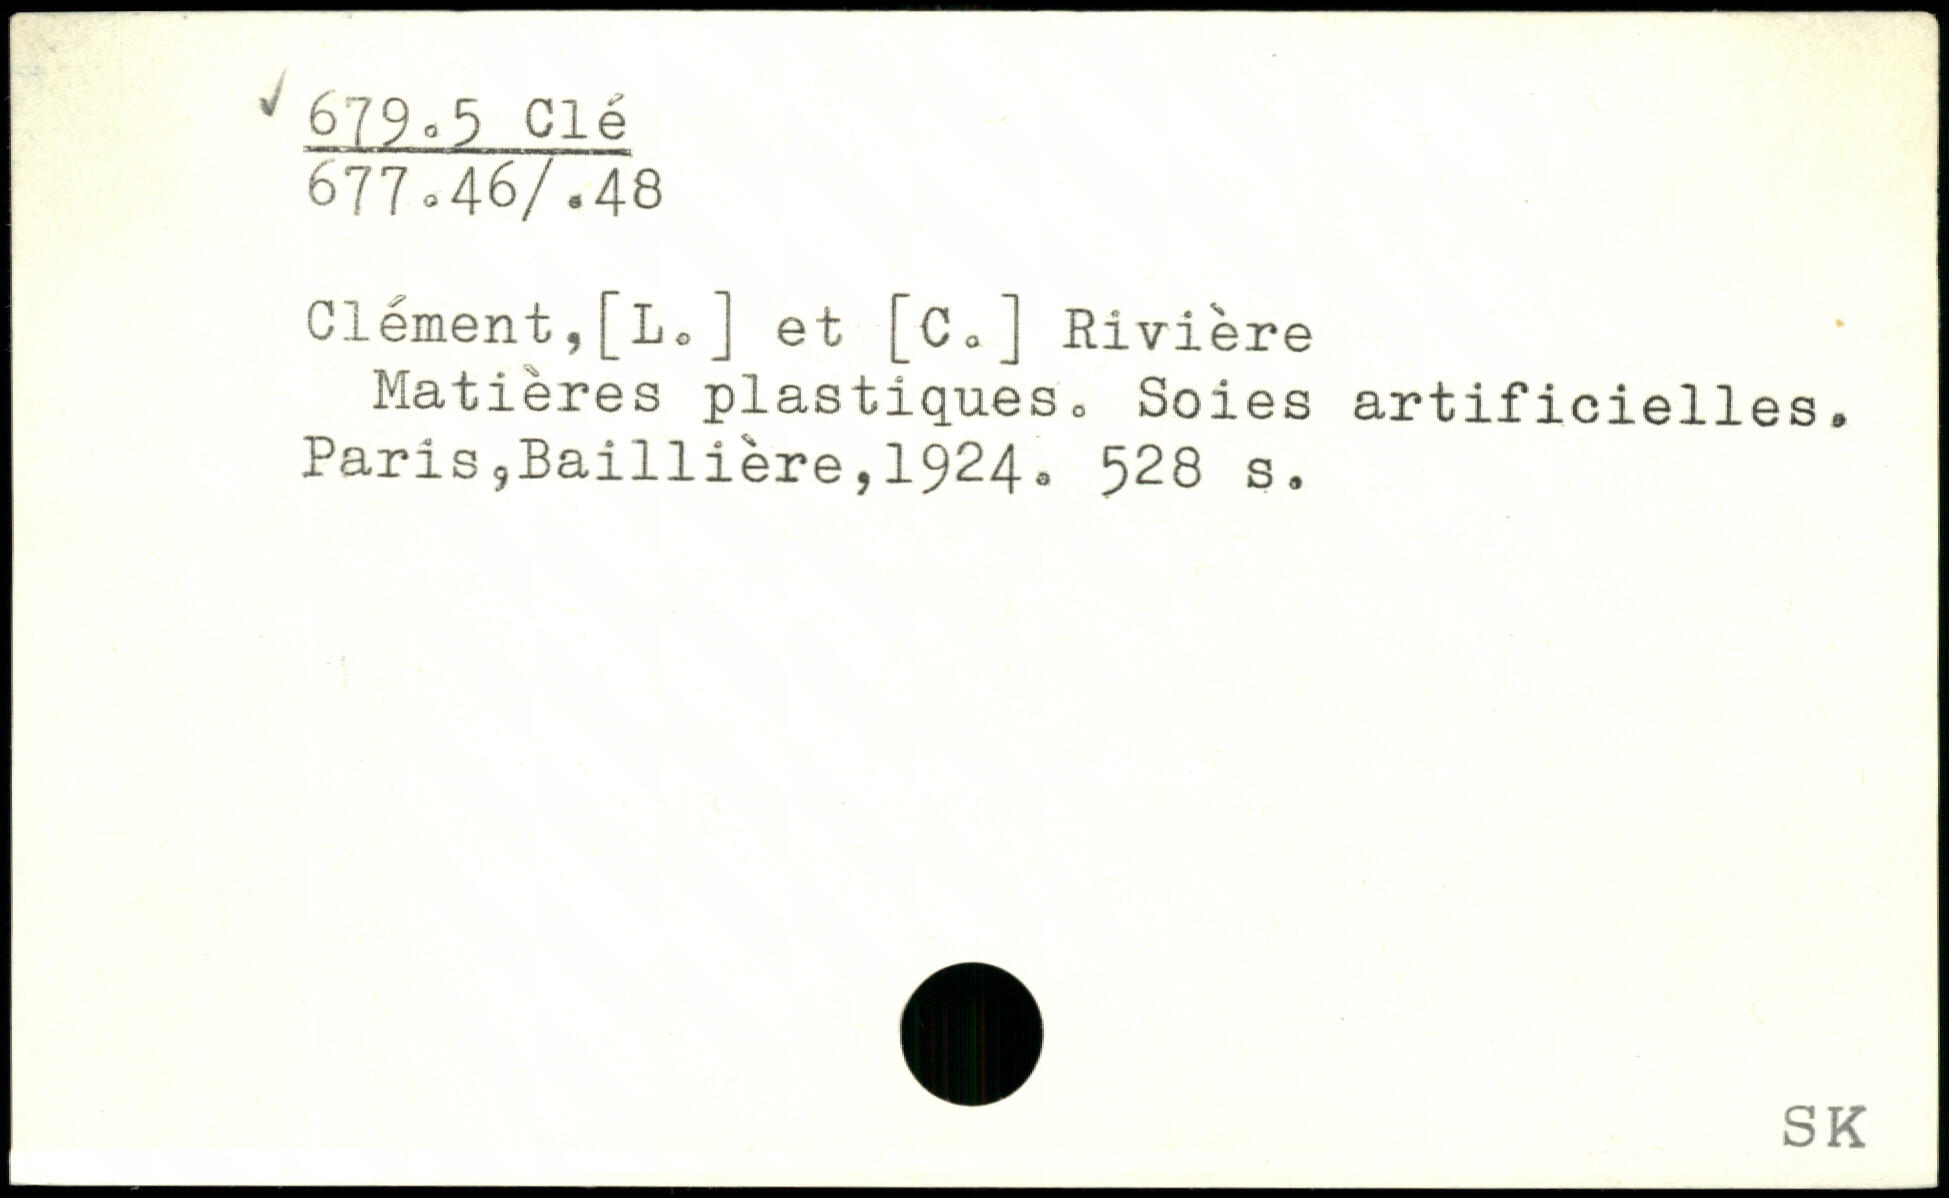 ✓ 679.5 Clé
677.46/.48
Clément,[L.] et [C.] Rivière
Matières plastiques. Soies artificielles.
Paris,Baillière,1924. 528 s.
SK